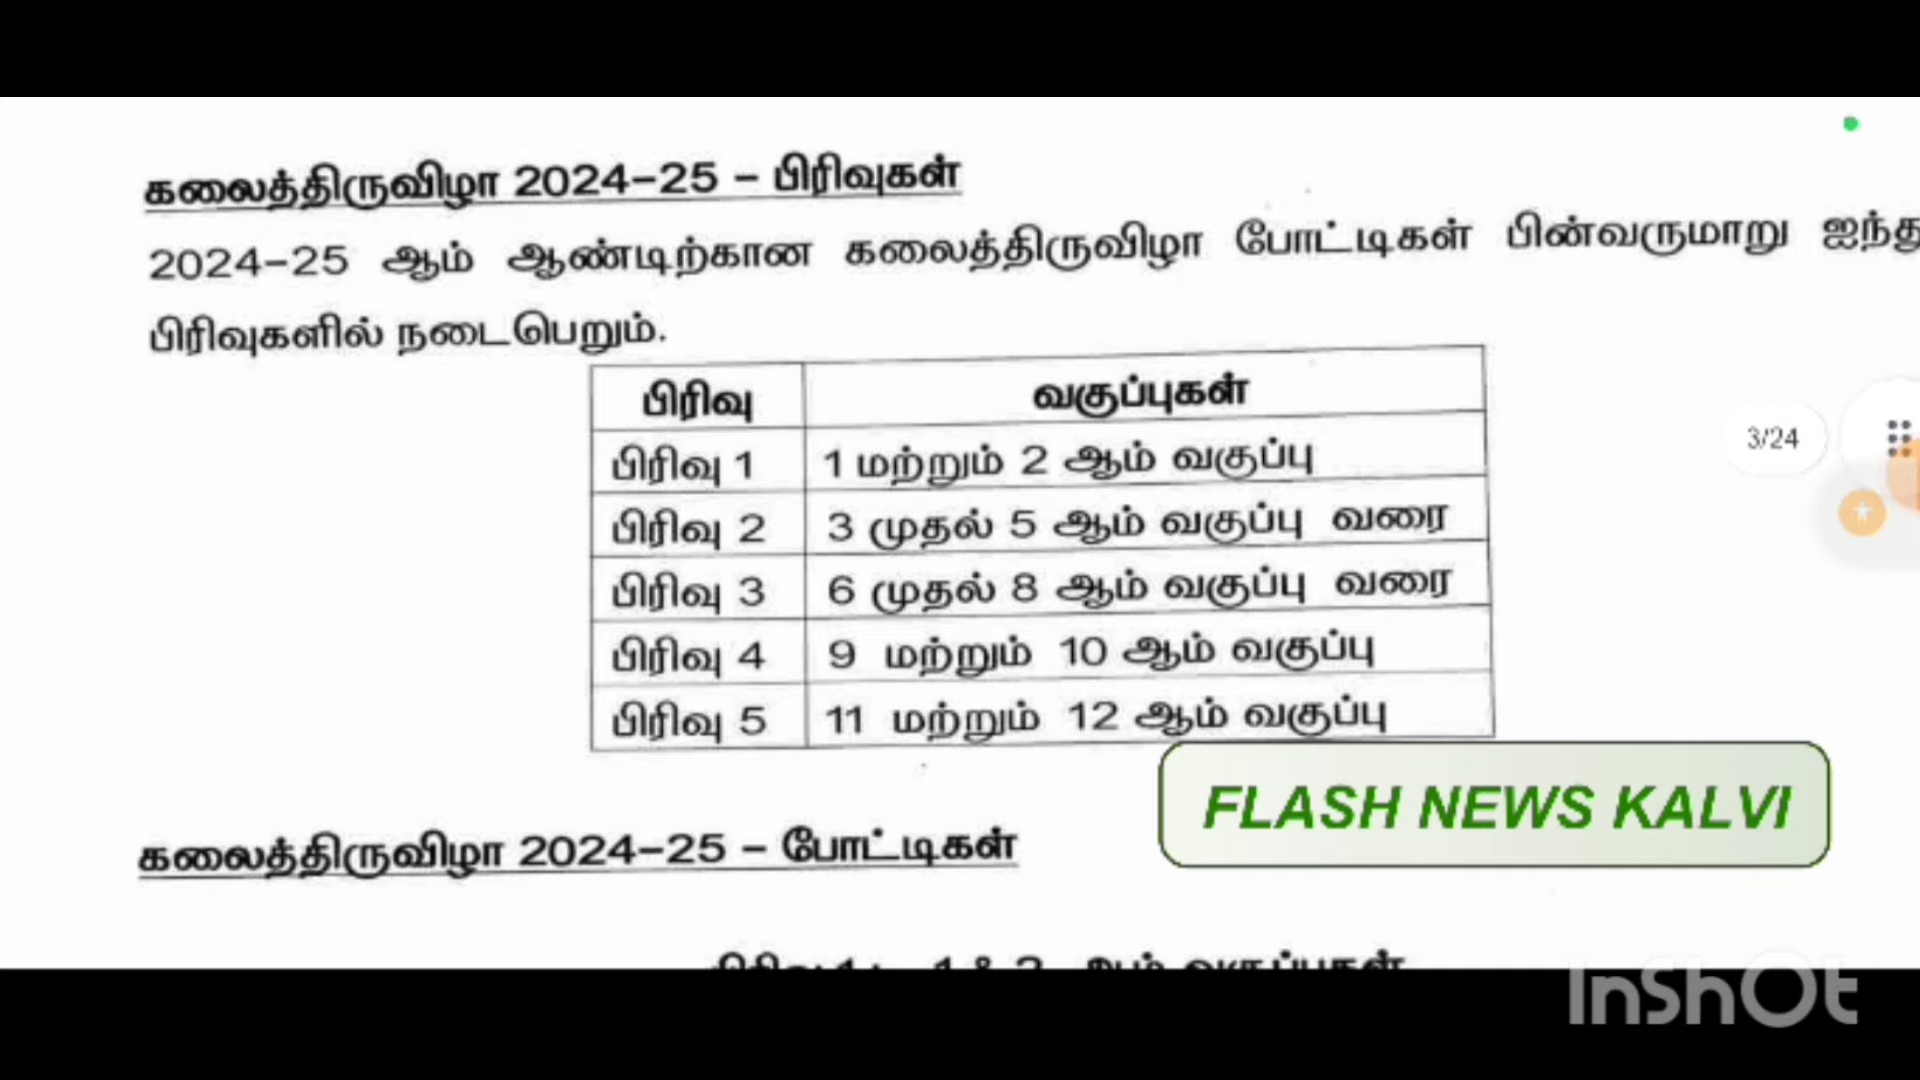 கலைத்திருவிழா 2024-25 - பிரிவுகள்
2024-25 ஆம் ஆண்டிற்கான கலைத்திருவிழா போட்டிகள் பின்வருமாறு ஐந்து
பிரிவுகளில் நடைபெறும்.
பிரிவு வகுப்புகள்
பிரிவு 1 1 மற்றும் 2 ஆம் வகுப்பு
பிரிவு 2 3 முதல் 5 ஆம் வகுப்பு வரை
3/24
பிரிவு 3 6 முதல் 8 ஆம் வகுப்பு வரை
பிரிவு 4 9 மற்றும் 10 ஆம் வகுப்பு
பிரிவு 5 11 மற்றும் 12 ஆம் வகுப்பு
FLASH NEWS KALVI
கலைத்திருவிழா 2024-25 - போட்டிகள்
InShOt